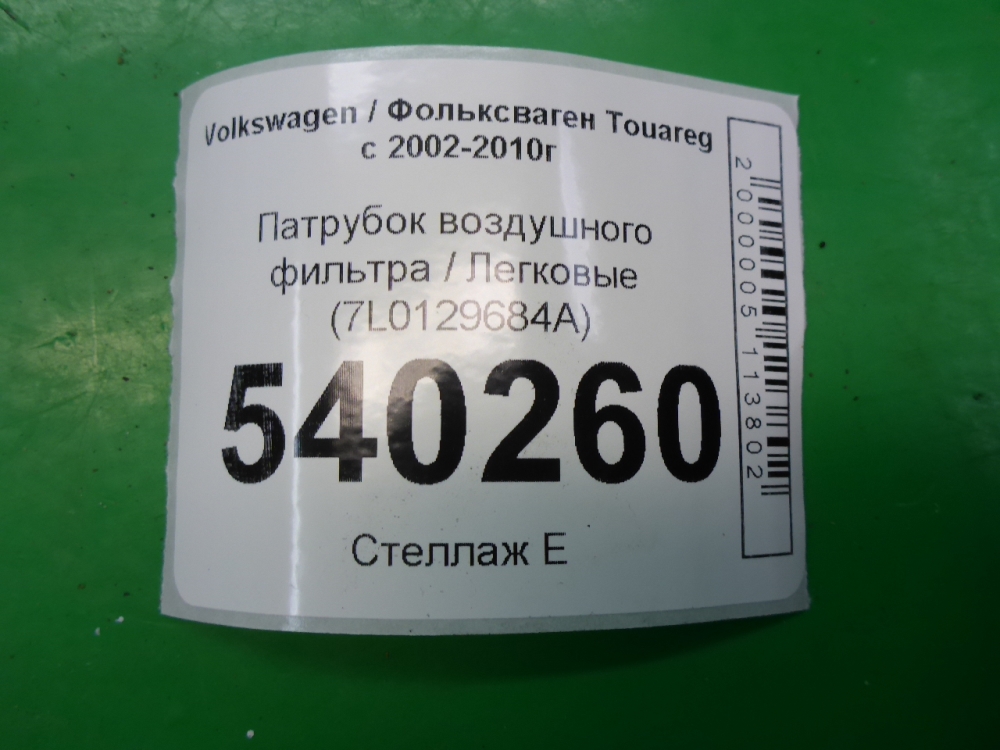 Volkswagen / Фольксваген Touareg
с 2002-2010г
Патрубок воздушного
фильтра / Легковые
(7L0129684A)
540260
Стеллаж Е
2000005113802